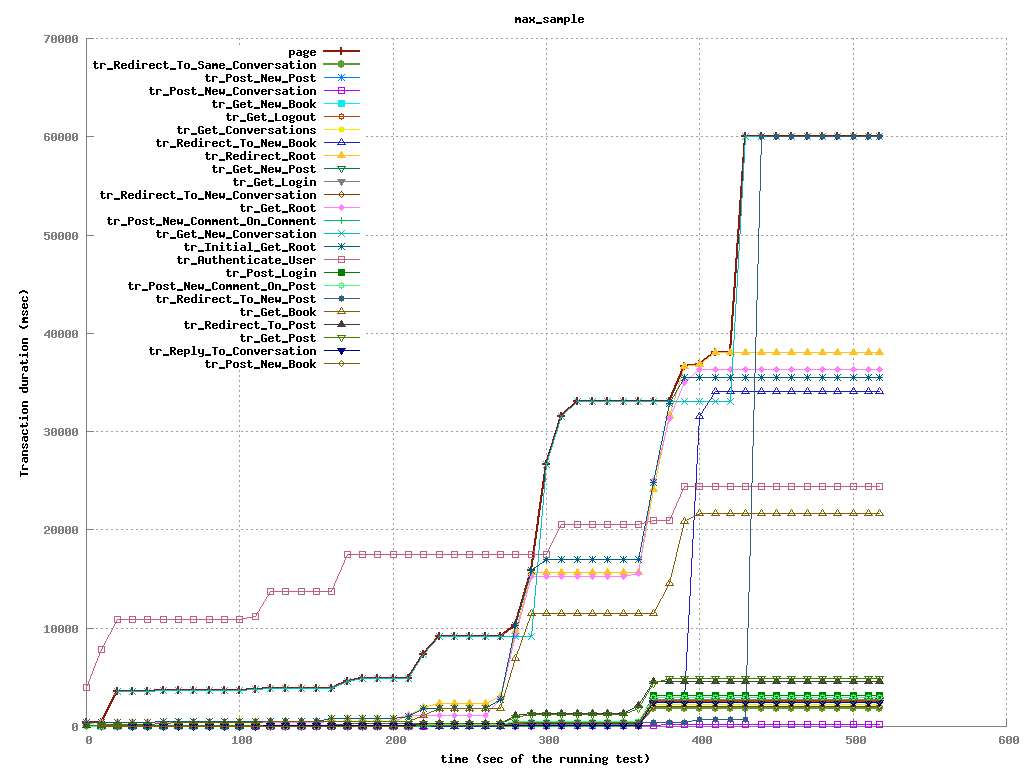 max_sample
70000
60000
50000
40000
30000
20000
10000
0
Transaction duration (msec)
page
tr_Redirect_To_Same_Conversation
tr_Post_New_Post
tr_Post_New_Conversation
tr_Get_New_Book
tr_Get_Logout
tr_Get_Conversations
tr_Redirect_To_New_Book
tr_Redirect_Root
tr_Get_New_Post
tr_Get_Login
tr_Redirect_To_New_Conversation
tr_Get_Root
tr_Post_New_Comment_On_Comment
tr_Get_New_Conversation
tr_Initial_Get_Root
tr_Authenticate_User
tr_Post_Login
tr_Post_New_Comment_On_Post
tr_Redirect_To_New_Post
tr_Get_Book
tr_Redirect_To_Post
tr_Get_Post
tr_Reply_To_Conversation
tr_Post_New_Book
0 100 200 300 400 500 600
time (sec of the running test)